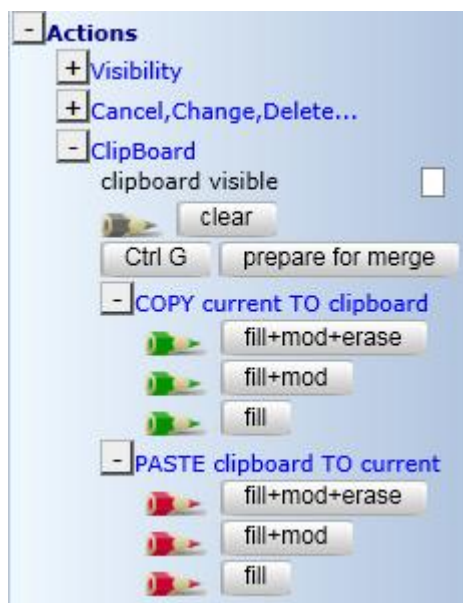 - Actions
+ Visibility
+ Cancel,Change,Delete...
- ClipBoard
clipboard visible
clear
Ctrl G prepare for merge
- COPY current TO clipboard
fill+mod+erase
fill+mod
fill
- PASTE clipboard TO current
fill+mod+erase
fill+mod
fill